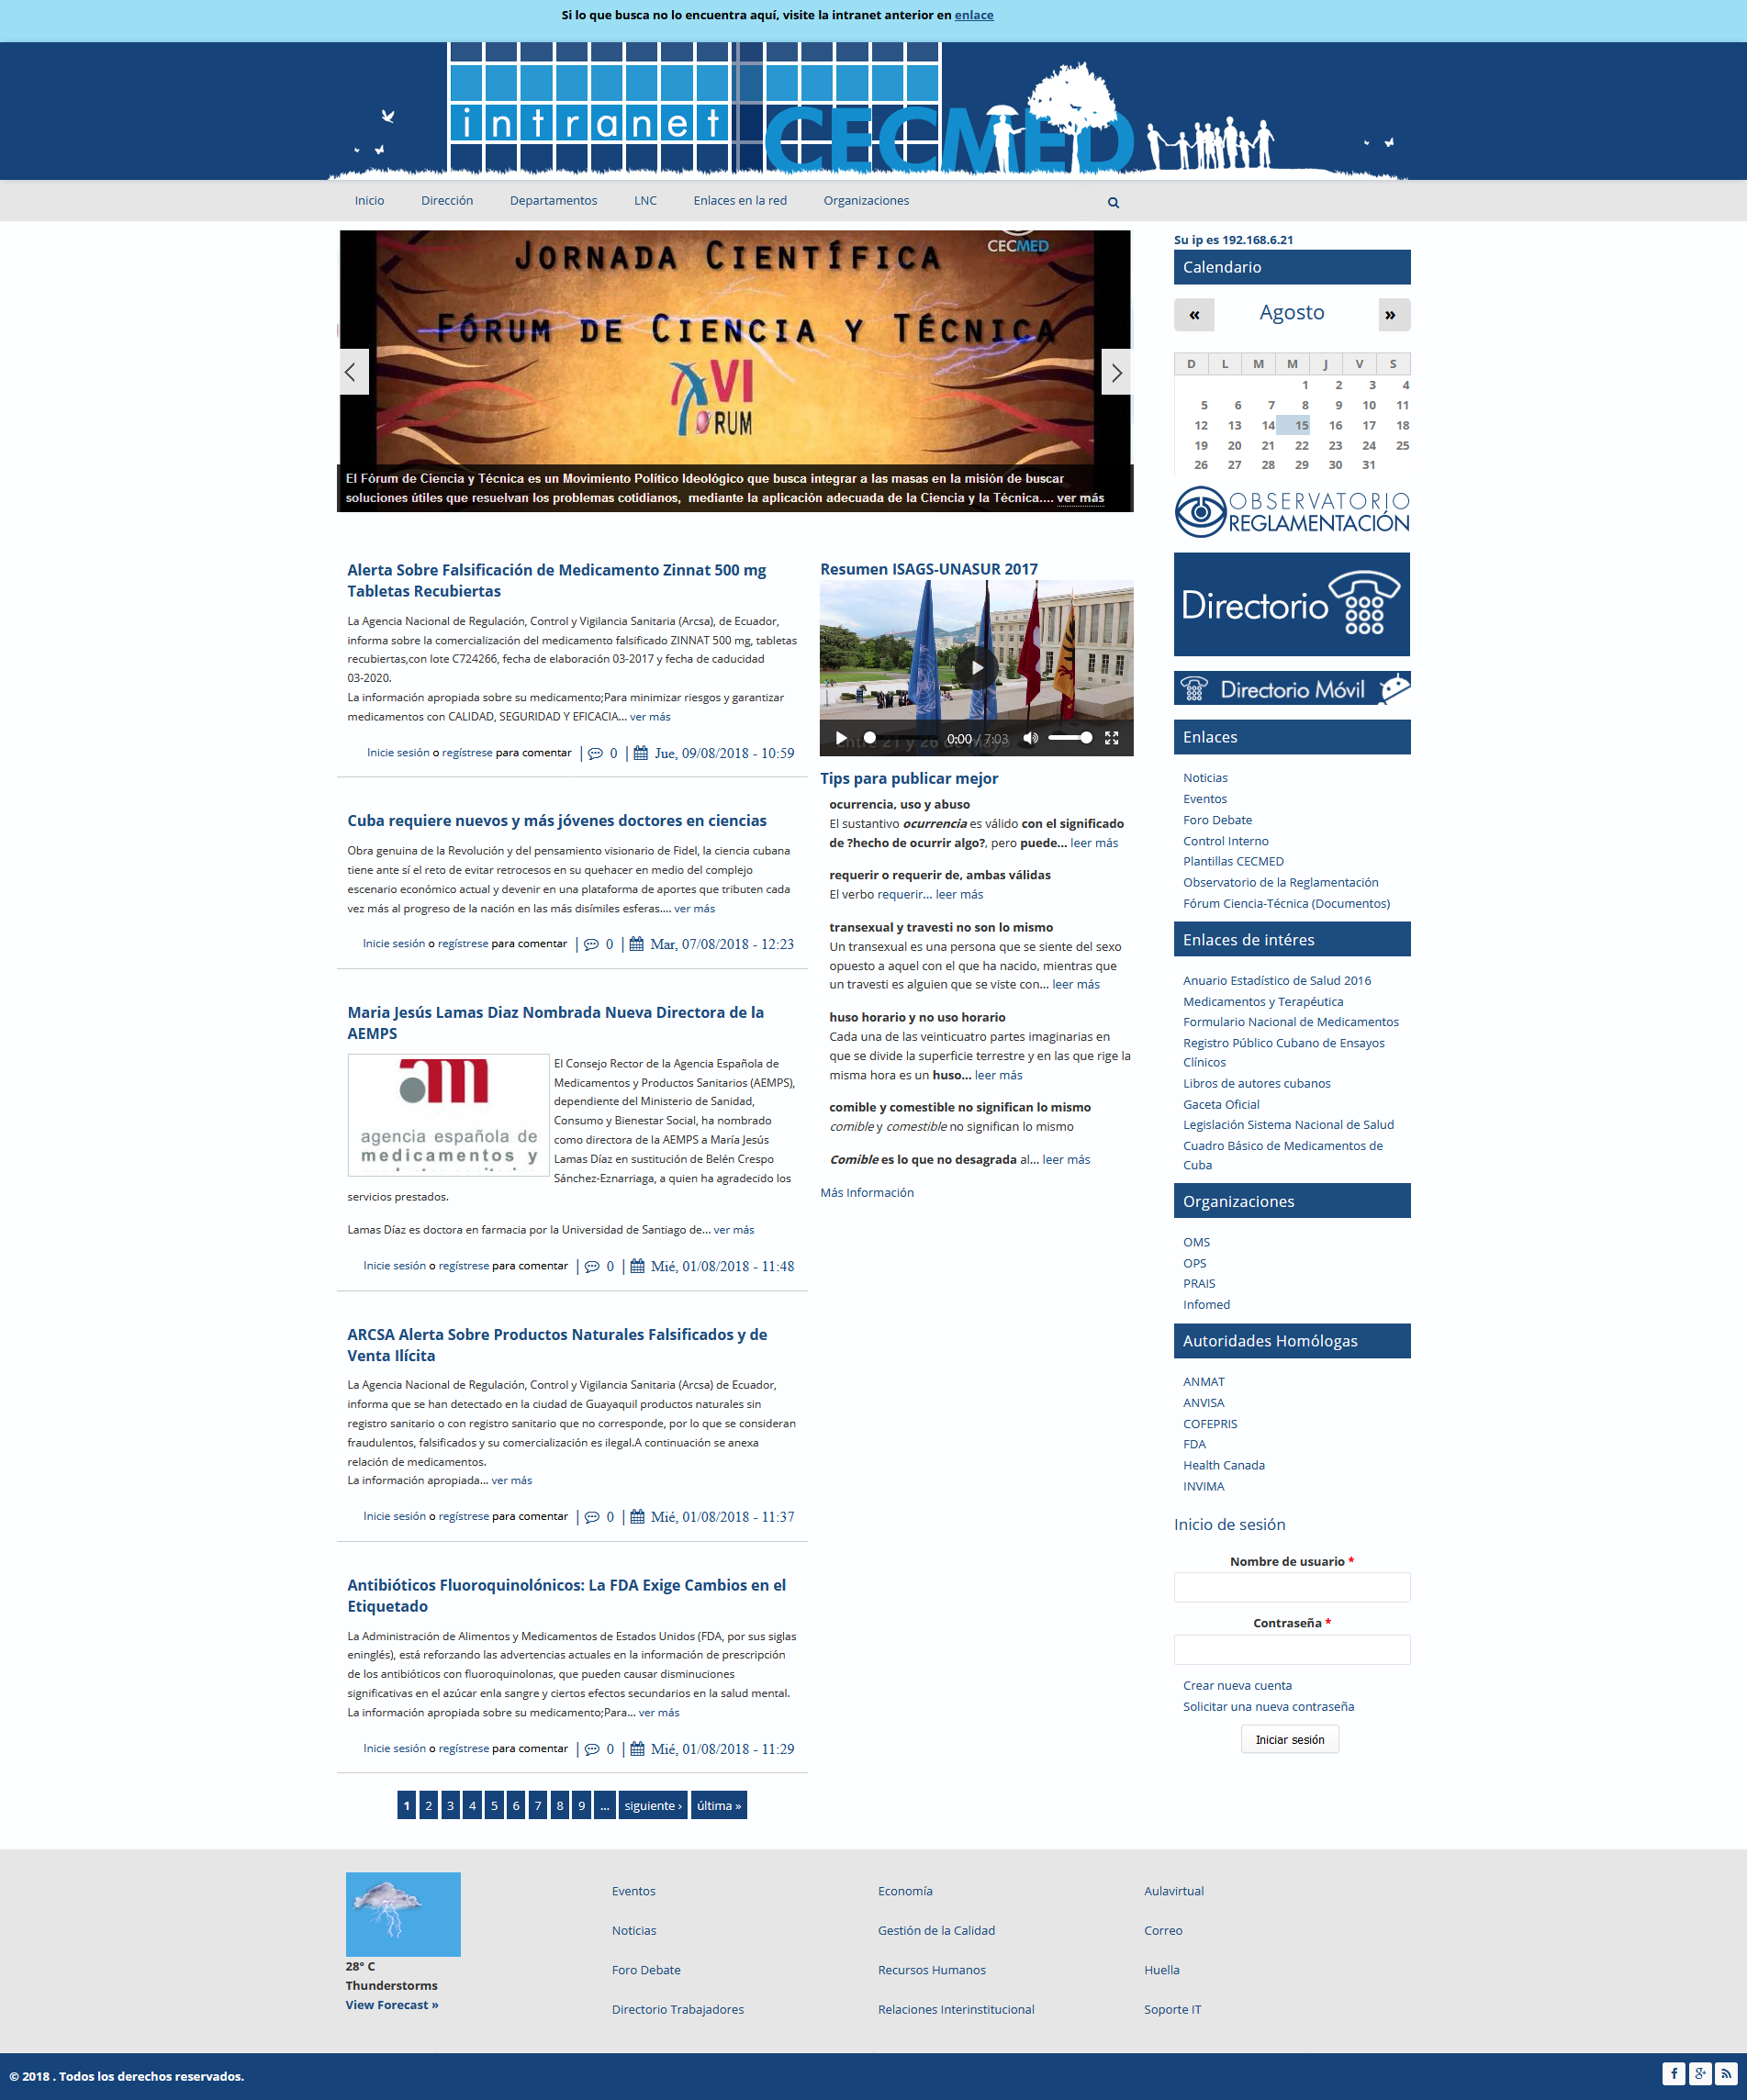 Si lo que busca no lo encuentra aquí, visite la intranet anterior en enlace
intranet
CECMED
Inicio
Dirección
Departamentos
LNC
Enlaces en la red
Organizaciones
CECMED
JORNADA CIENTÍFICA
FÓRUM DE CIENCIA Y TÉCNICA
XVI
FORUM
El Fórum de Ciencia y Técnica es un Movimiento Político Ideológico que busca integrar a las masas en la misión de buscar
soluciones útiles que resuelvan los problemas cotidianos, mediante la aplicación adecuada de la Ciencia y la Técnica.... ver más
Alerta Sobre Falsificación de Medicamento Zinnat 500 mg
Tabletas Recubiertas
La Agencia Nacional de Regulación, Control y Vigilancia Sanitaria (Arcsa), de Ecuador,
informa sobre la comercialización del medicamento falsificado ZINNAT 500 mg, tabletas
recubiertas,con lote C724266, fecha de elaboración 03-2017 y fecha de caducidad
03-2020.
La información apropiada sobre su medicamento;Para minimizar riesgos y garantizar
medicamentos con CALIDAD, SEGURIDAD Y EFICACIA... ver más
Inicie sesión o regístrese para comentar | 0 | Jue, 09/08/2018 - 10:59
Cuba requiere nuevos y más jóvenes doctores en ciencias
Obra genuina de la Revolución y del pensamiento visionario de Fidel, la ciencia cubana
tiene ante sí el reto de evitar retrocesos en su quehacer en medio del complejo
escenario económico actual y devenir en una plataforma de aportes que tributen cada
vez más al progreso de la nación en las más disímiles esferas.... ver más
Inicie sesión o regístrese para comentar | 0 | Mar, 07/08/2018 - 12:23
Maria Jesús Lamas Diaz Nombrada Nueva Directora de la
AEMPS
am
agencia española de
medicamentos y
El Consejo Rector de la Agencia Española de
Medicamentos y Productos Sanitarios (AEMPS),
dependiente del Ministerio de Sanidad,
Consumo y Bienestar Social, ha nombrado
como directora de la AEMPS a María Jesús
Lamas Díaz en sustitución de Belén Crespo
Sánchez-Eznarriaga, a quien ha agradecido los
servicios prestados.
Lamas Díaz es doctora en farmacia por la Universidad de Santiago de... ver más
Inicie sesión o regístrese para comentar | 0 | Mié, 01/08/2018 - 11:48
ARCSA Alerta Sobre Productos Naturales Falsificados y de
Venta Ilícita
La Agencia Nacional de Regulación, Control y Vigilancia Sanitaria (Arcsa) de Ecuador,
informa que se han detectado en la ciudad de Guayaquil productos naturales sin
registro sanitario o con registro sanitario que no corresponde, por lo que se consideran
fraudulentos, falsificados y su comercialización es ilegal.A continuación se anexa
relación de medicamentos.
La información apropiada... ver más
Inicie sesión o regístrese para comentar | 0 | Mié, 01/08/2018 - 11:37
Antibióticos Fluoroquinolónicos: La FDA Exige Cambios en el
Etiquetado
La Administración de Alimentos y Medicamentos de Estados Unidos (FDA, por sus siglas
eninglés), está reforzando las advertencias actuales en la información de prescripción
de los antibióticos con fluoroquinolonas, que pueden causar disminuciones
significativas en el azúcar enla sangre y ciertos efectos secundarios en la salud mental.
La información apropiada sobre su medicamento;Para... ver más
Inicie sesión o regístrese para comentar | 0 | Mié, 01/08/2018 - 11:29
1 2 3 4 5 6 7 8 9 ... siguiente › última »
Resumen ISAGS-UNASUR 2017
Entre 21 y 26 de Mayo
0:00 / 7:03
Tips para publicar mejor
ocurrencia, uso y abuso
El sustantivo ocurrencia es válido con el significado
de ?hecho de ocurrir algo?, pero puede... leer más
requerir o requerir de, ambas válidas
El verbo requerir... leer más
transexual y travesti no son lo mismo
Un transexual es una persona que se siente del sexo
opuesto a aquel con el que ha nacido, mientras que
un travesti es alguien que se viste con... leer más
huso horario y no uso horario
Cada una de las veinticuatro partes imaginarias en
que se divide la superficie terrestre y en las que rige la
misma hora es un huso... leer más
comible y comestible no significan lo mismo
comible y comestible no significan lo mismo
Comible es lo que no desagrada al... leer más
Más Información
Su ip es 192.168.6.21
Calendario
« Agosto »
D L M M J V S
1 2 3 4
5 6 7 8 9 10 11
12 13 14 15 16 17 18
19 20 21 22 23 24 25
26 27 28 29 30 31
OBSERVATORIO
REGLAMENTACIÓN
Directorio
Directorio Móvil
Enlaces
Noticias
Eventos
Foro Debate
Control Interno
Plantillas CECMED
Observatorio de la Reglamentación
Fórum Ciencia-Técnica (Documentos)
Enlaces de intéres
Anuario Estadístico de Salud 2016
Medicamentos y Terapéutica
Formulario Nacional de Medicamentos
Registro Público Cubano de Ensayos
Clínicos
Libros de autores cubanos
Gaceta Oficial
Legislación Sistema Nacional de Salud
Cuadro Básico de Medicamentos de
Cuba
Organizaciones
OMS
OPS
PRAIS
Infomed
Autoridades Homólogas
ANMAT
ANVISA
COFEPRIS
FDA
Health Canada
INVIMA
Inicio de sesión
Nombre de usuario *
Contraseña *
Crear nueva cuenta
Solicitar una nueva contraseña
Iniciar sesión
28° C
Thunderstorms
View Forecast »
Eventos
Noticias
Foro Debate
Directorio Trabajadores
Economía
Gestión de la Calidad
Recursos Humanos
Relaciones Interinstitucional
Aulavirtual
Correo
Huella
Soporte IT
© 2018 . Todos los derechos reservados.